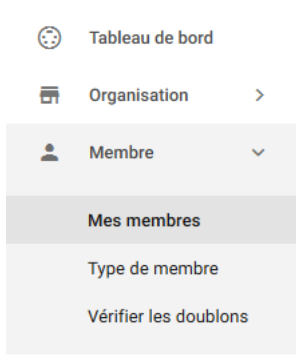 Tableau de bord
Organisation
Membre
Mes membres
Type de membre
Vérifier les doublons